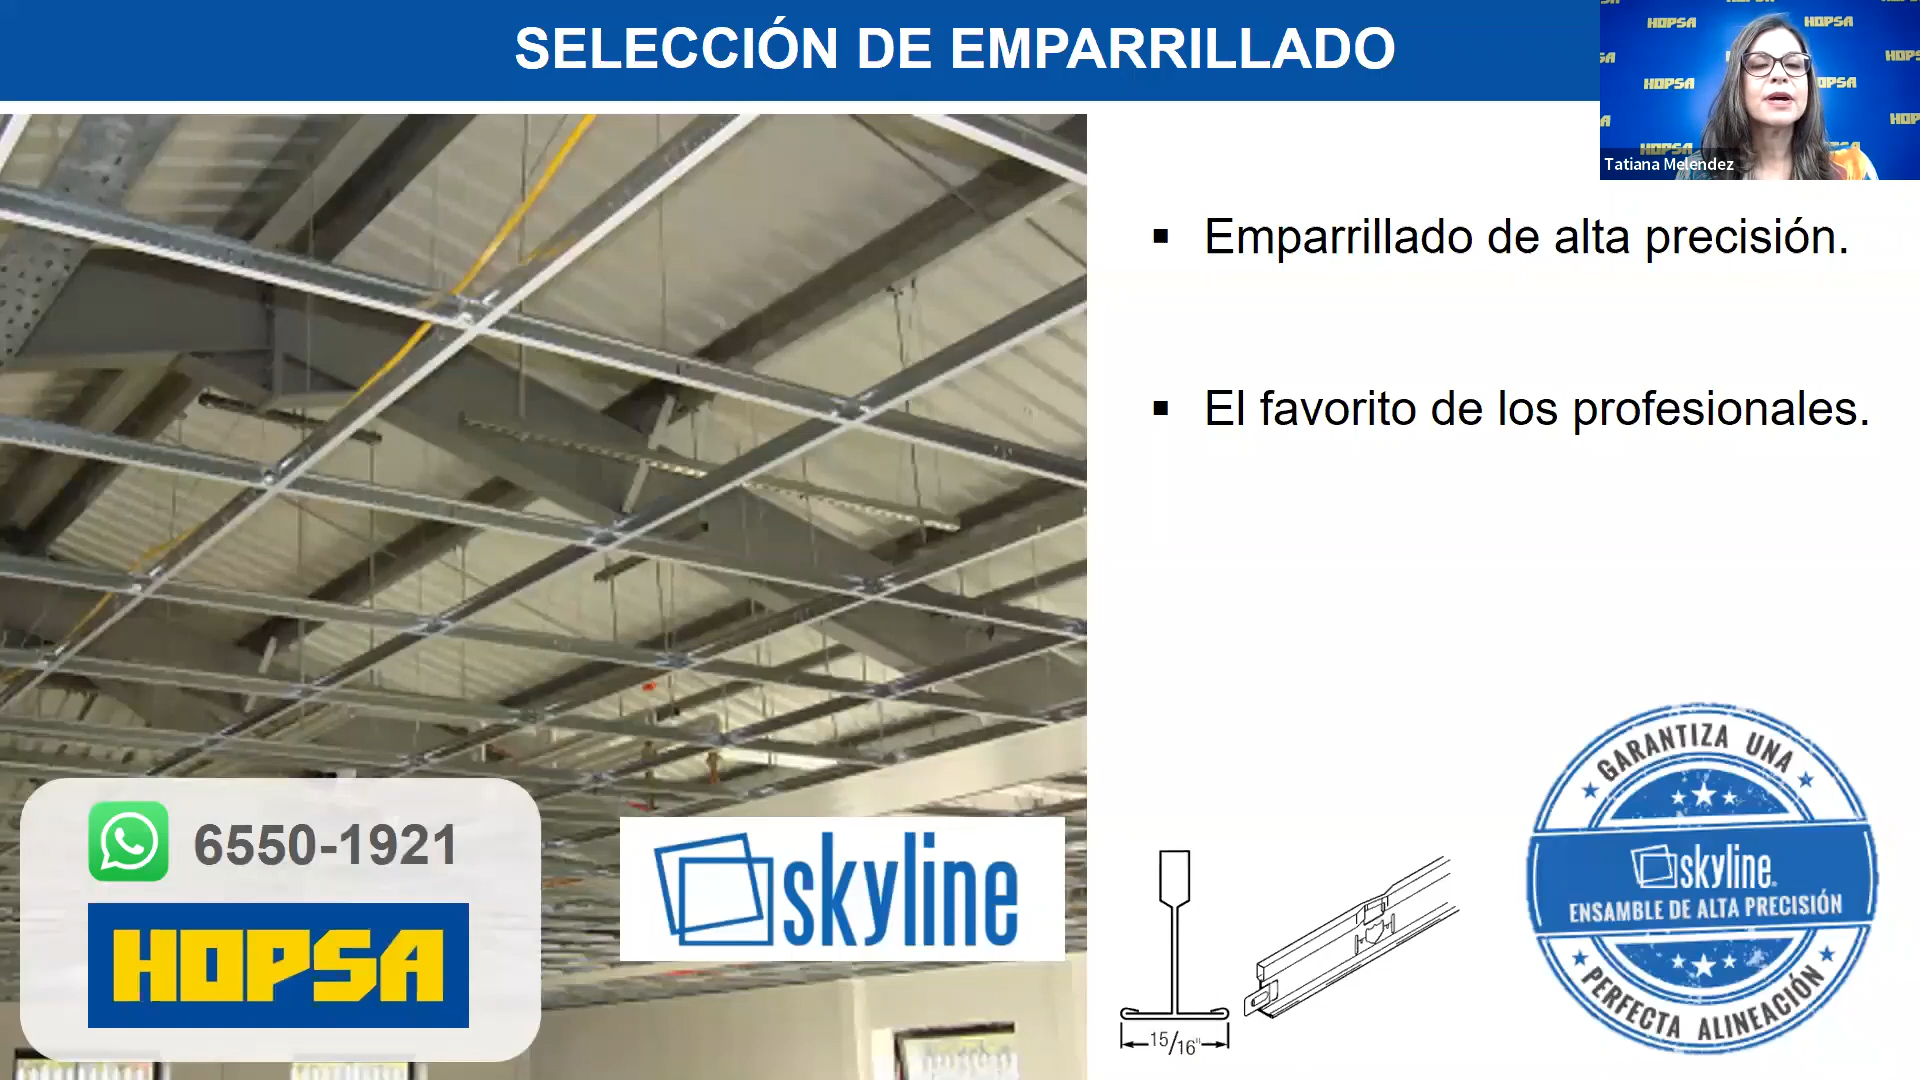 SELECCIÓN DE EMPARRILLADO
HOPSA HOPSA
HOPSA HOPSA
HOPSA
Tatiana Melendez
▪ Emparrillado de alta precisión.
▪ El favorito de los profesionales.
6550-1921
HOPSA
skyline
15/16"
GARANTIZA UNA
skyline®
ENSAMBLE DE ALTA PRECISIÓN
PERFECTA ALINEACIÓN